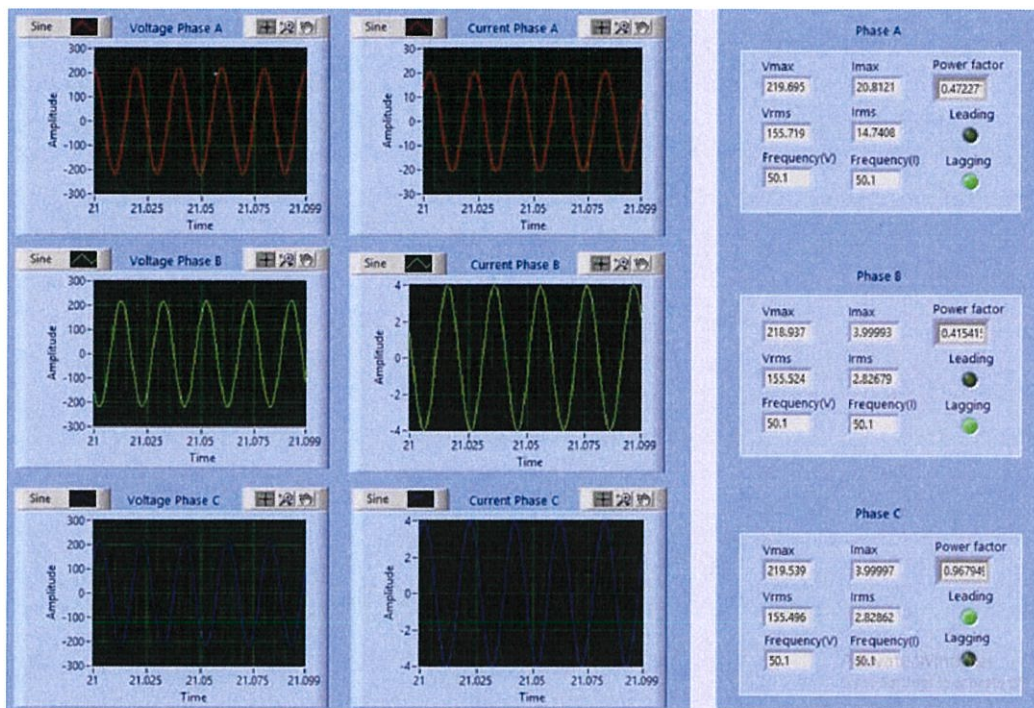 Sine Voltage Phase A
300
200
100
0
-100
-200
-300
Amplitude
21 21.025 21.05 21.075 21.099
Time
Sine Current Phase A
30
20
10
0
-10
-20
-30
Amplitude
21 21.025 21.05 21.075 21.099
Time
Phase A
Vmax Imax Power factor
219.695 20.8121 0.47227
Vrms Irms Leading
155.719 14.7408
Frequency(V) Frequency(I) Lagging
50.1 50.1
Sine Voltage Phase B
300
200
100
0
-100
-200
-300
Amplitude
21 21.025 21.05 21.075 21.099
Time
Sine Current Phase B
4
2
0
-2
-4
Amplitude
21 21.025 21.05 21.075 21.099
Time
Phase B
Vmax Imax Power factor
218.937 3.99993 0.41541
Vrms Irms Leading
155.524 2.82679
Frequency(V) Frequency(I) Lagging
50.1 50.1
Sine Voltage Phase C
300
200
100
0
-100
-200
-300
Amplitude
21 21.025 21.05 21.075 21.099
Time
Sine Current Phase C
4
2
0
-2
-4
Amplitude
21 21.025 21.05 21.075 21.099
Time
Phase C
Vmax Imax Power factor
219.539 3.99997 0.96794
Vrms Irms Leading
155.496 2.82862
Frequency(V) Frequency(I) Lagging
50.1 50.1